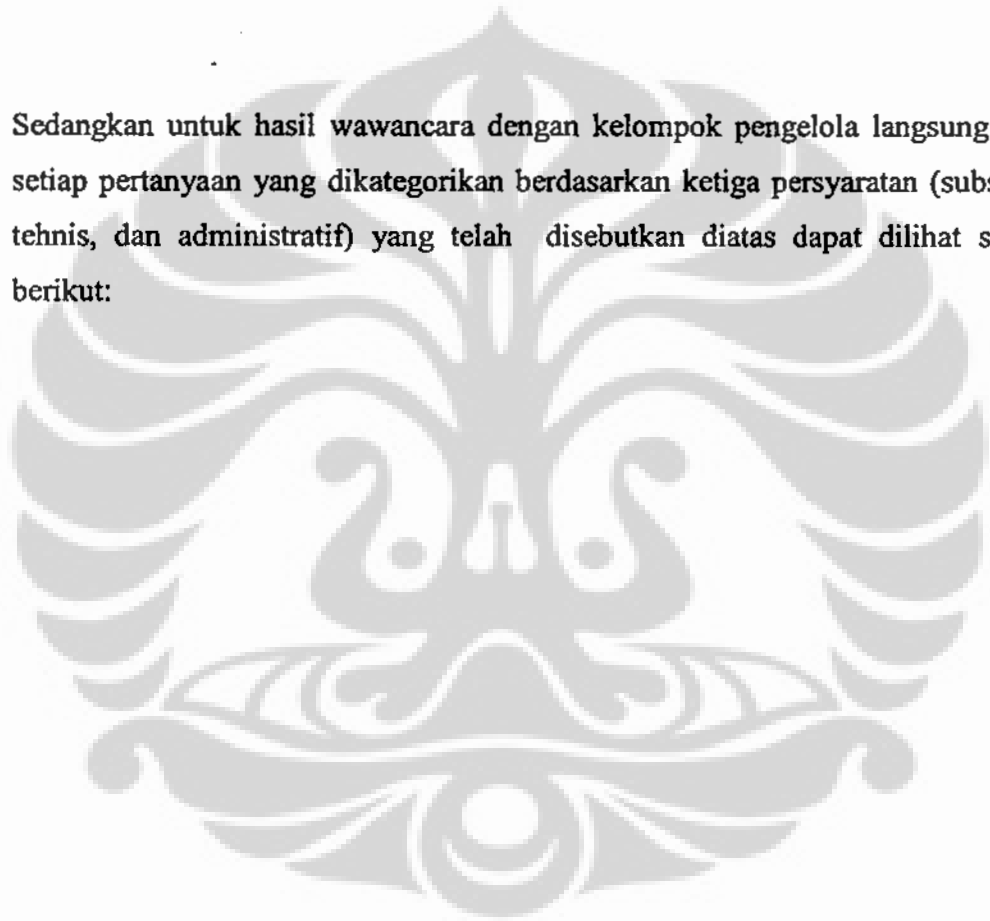 Sedangkan untuk hasil wawancara dengan kelompok pengelola langsung
setiap pertanyaan yang dikategorikan berdasarkan ketiga persyaratan
tehnis, dan administratif) yang telah disebutkan diatas dapat dilihat
berikut: